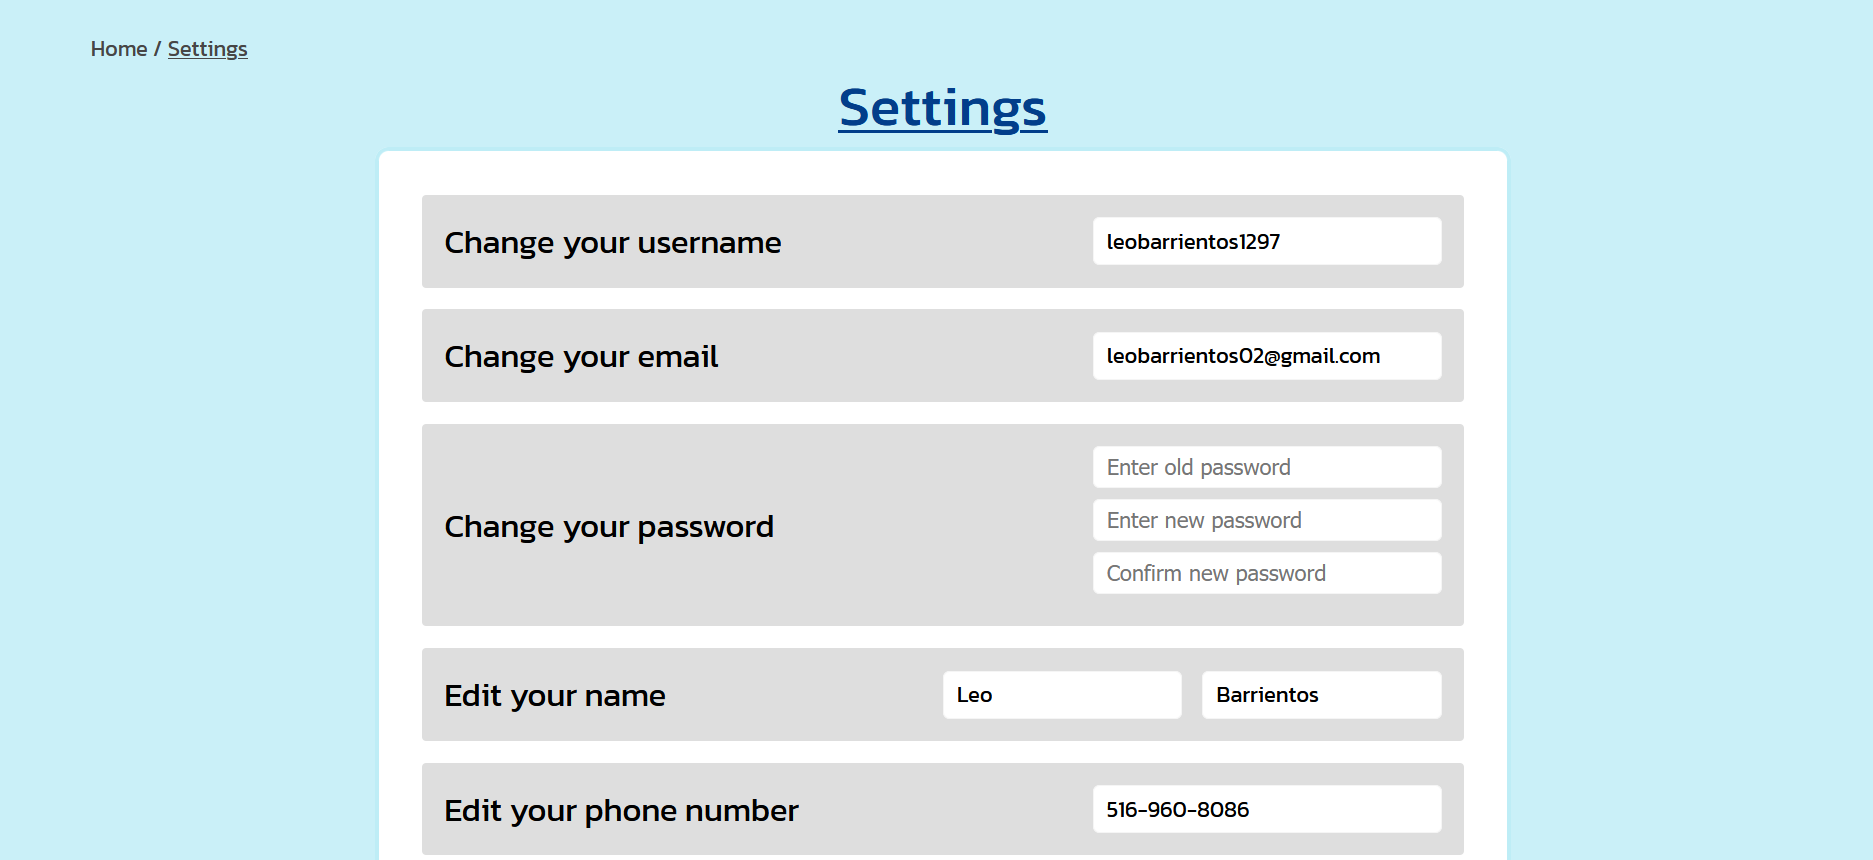 Home / Settings
Settings
Change your username
leobarrientos1297
Change your email
leobarrientos02@gmail.com
Change your password
Enter old password
Enter new password
Confirm new password
Edit your name
Leo
Barrientos
Edit your phone number
516-960-8086